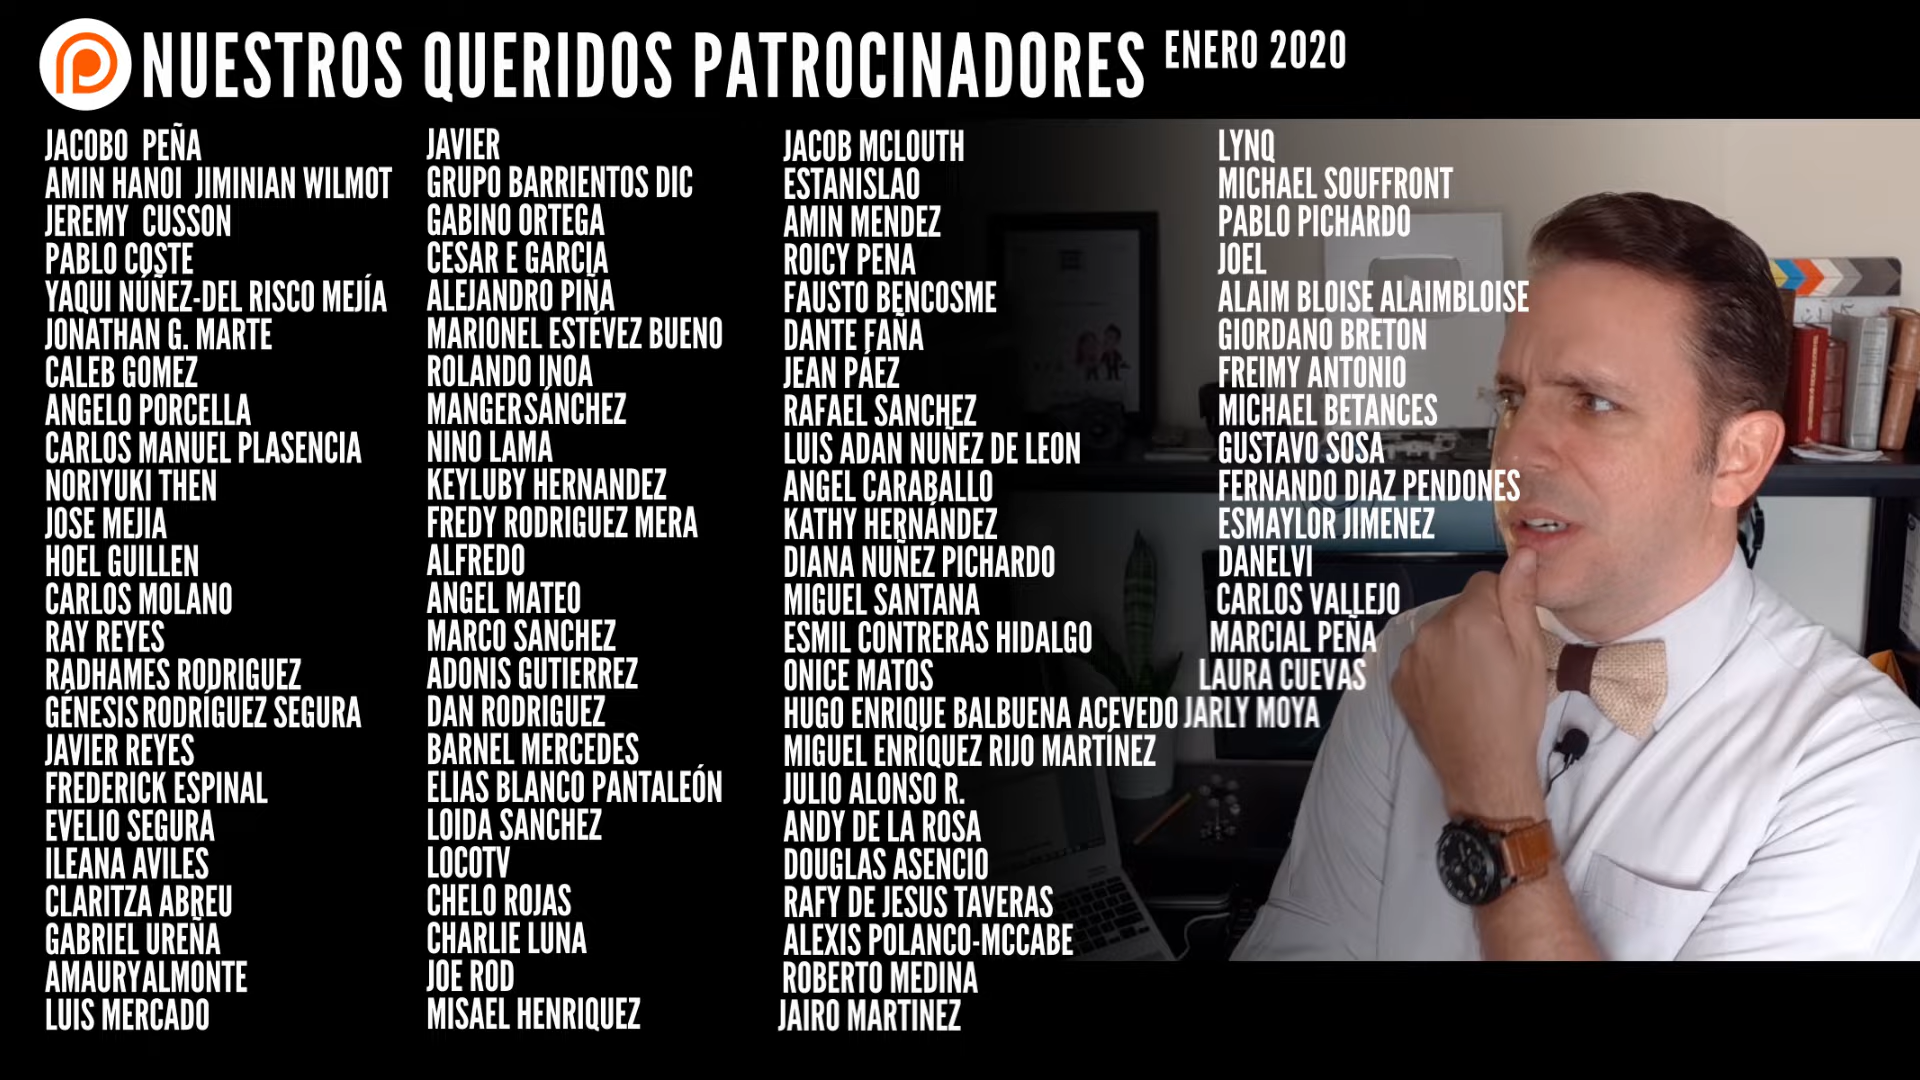 NUESTROS QUERIDOS PATROCINADORES ENERO 2020
JACOBO PEÑA
AMIN HANOI JIMINIAN WILMOT
JEREMY CUSSON
PABLO COSTE
YAQUI NÚÑEZ-DEL RISCO MEJÍA
JONATHAN G. MARTE
CALEB GOMEZ
ANGELO PORCELLA
CARLOS MANUEL PLASENCIA
NORIYUKI THEN
JOSE MEJIA
HOEL GUILLEN
CARLOS MOLANO
RAY REYES
RADHAMES RODRIGUEZ
GÉNESIS RODRÍGUEZ SEGURA
JAVIER REYES
FREDERICK ESPINAL
EVELIO SEGURA
ILEANA AVILES
CLARITZA ABREU
GABRIEL UREÑA
AMAURY ALMONTE
LUIS MERCADO
JAVIER
GRUPO BARRIENTOS DIC
GABINO ORTEGA
CESAR E GARCIA
ALEJANDRO PIÑA
MARIONEL ESTÉVEZ BUENO
ROLANDO INOA
MANGER SÁNCHEZ
NINO LAMA
KEYLUBY HERNANDEZ
FREDY RODRIGUEZ MERA
ALFREDO
ANGEL MATEO
MARCO SANCHEZ
ADONIS GUTIERREZ
DAN RODRIGUEZ
BARNEL MERCEDES
ELIAS BLANCO PANTALEÓN
LOIDA SANCHEZ
LOCOTV
CHELO ROJAS
CHARLIE LUNA
JOE ROD
MISAEL HENRIQUEZ
JACOB MCLOUTH
ESTANISLAO
AMIN MENDEZ
ROICY PENA
FAUSTO BENCOSME
DANTE FAÑA
JEAN PÁEZ
RAFAEL SANCHEZ
LUIS ADAN NUÑEZ DE LEON
ANGEL CARABALLO
KATHY HERNÁNDEZ
DIANA NUÑEZ PICHARDO
MIGUEL SANTANA
ESMIL CONTRERAS HIDALGO
ONICE MATOS
HUGO ENRIQUE BALBUENA ACEVEDO
MIGUEL ENRÍQUEZ RIJO MARTÍNEZ
JULIO ALONSO R.
ANDY DE LA ROSA
DOUGLAS ASENCIO
RAFY DE JESUS TAVERAS
ALEXIS POLANCO-MCCABE
ROBERTO MEDINA
JAIRO MARTINEZ
LYNQ
MICHAEL SOUFFRONT
PABLO PICHARDO
JOEL
ALAIM BLOISE ALAIMBLOISE
GIORDANO BRETON
FREIMY ANTONIO
MICHAEL BETANCES
GUSTAVO SOSA
FERNANDO DIAZ PENDONES
ESMAYLOR JIMENEZ
DANELVI
CARLOS VALLEJO
MARCIAL PEÑA
LAURA CUEVAS
JARLY MOYA